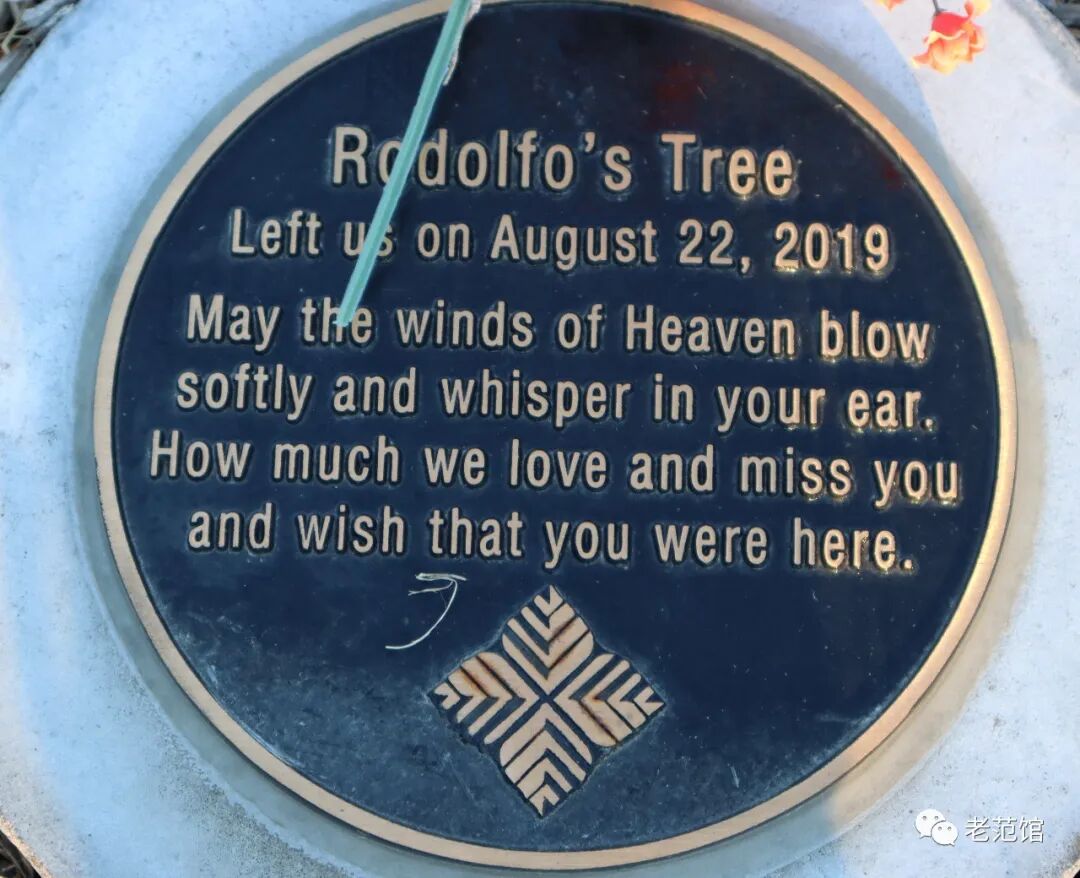 Rodolfo's Tree
Left us on August 22, 2019
May the winds of Heaven blow
softly and whisper in your ear.
How much we love and miss you
and wish that you were here.
老范馆